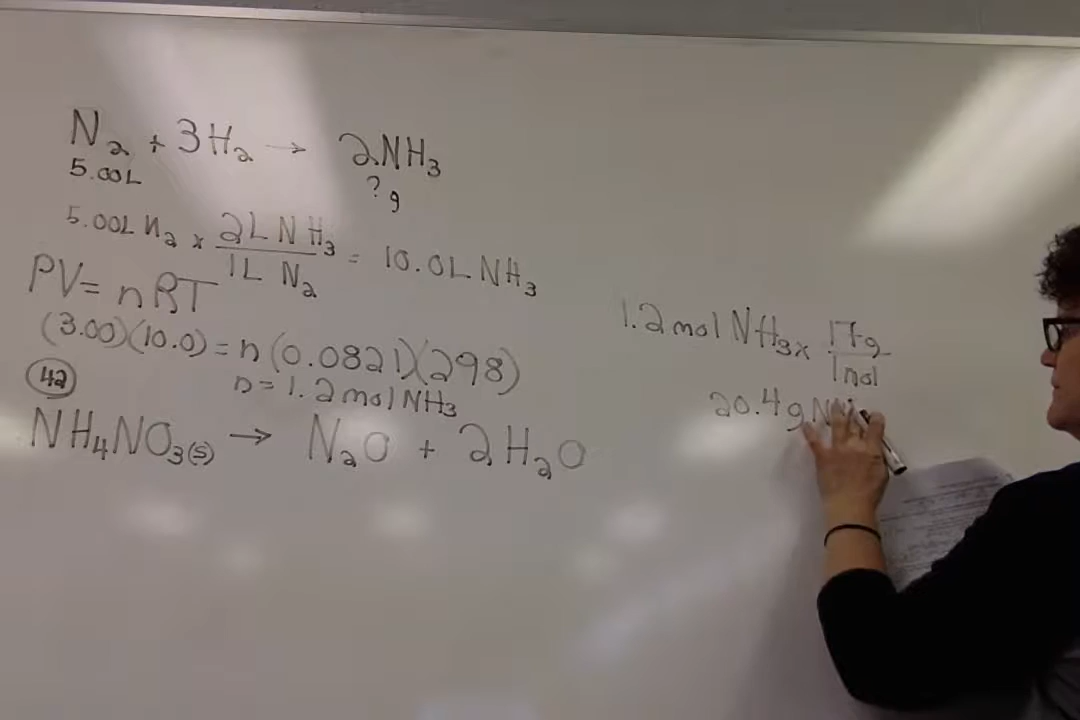 N₂ + 3H₂ → 2NH₃
5.00L ? g
5.00L N₂ x 2L NH₃ / 1L N₂ = 10.0L NH₃
PV = nRT
(3.00)(10.0) = n(0.0821)(298)
n = 1.2 mol NH₃
42
NH₄NO₃(s) → N₂O + 2H₂O
1.2 mol NH₃ x 17g / 1mol
20.4g